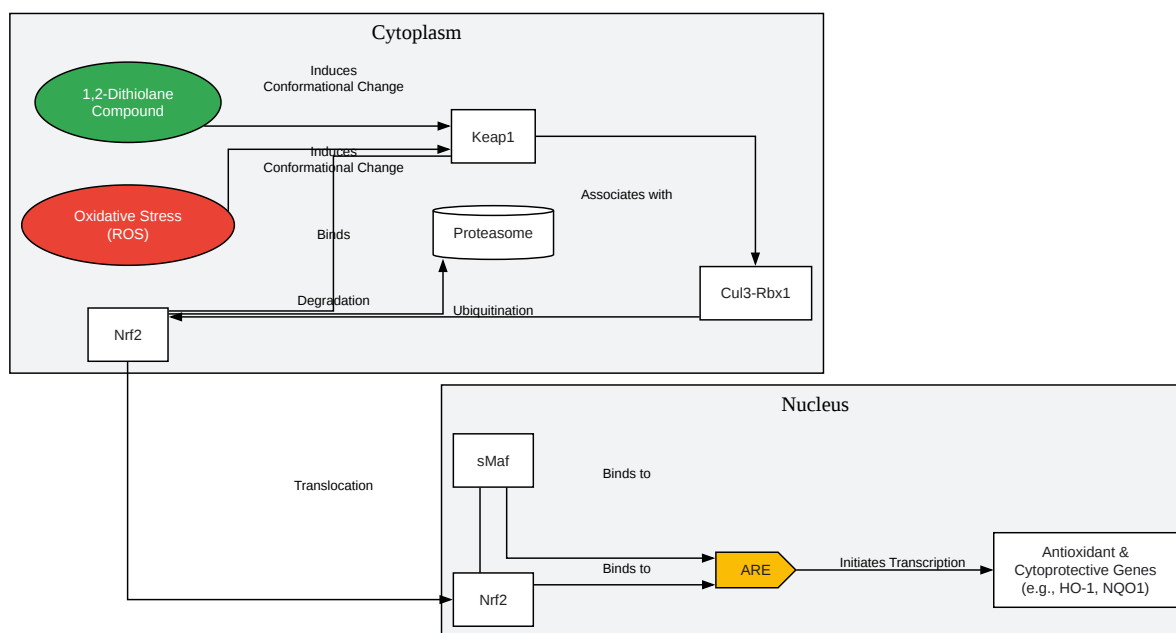 Cytoplasm
1,2-Dithiolane
Compound
Induces
Conformational Change
Keap1
Induces
Conformational Change
Associates with
Oxidative Stress
(ROS)
Proteasome
Binds
Cul3-Rbx1
Degradation
Ubiquitination
Nrf2
Nucleus
sMaf
Binds to
Translocation
Binds to
ARE
Initiates Transcription
Antioxidant &
Cytoprotective Genes
(e.g., HO-1, NQO1)
Nrf2